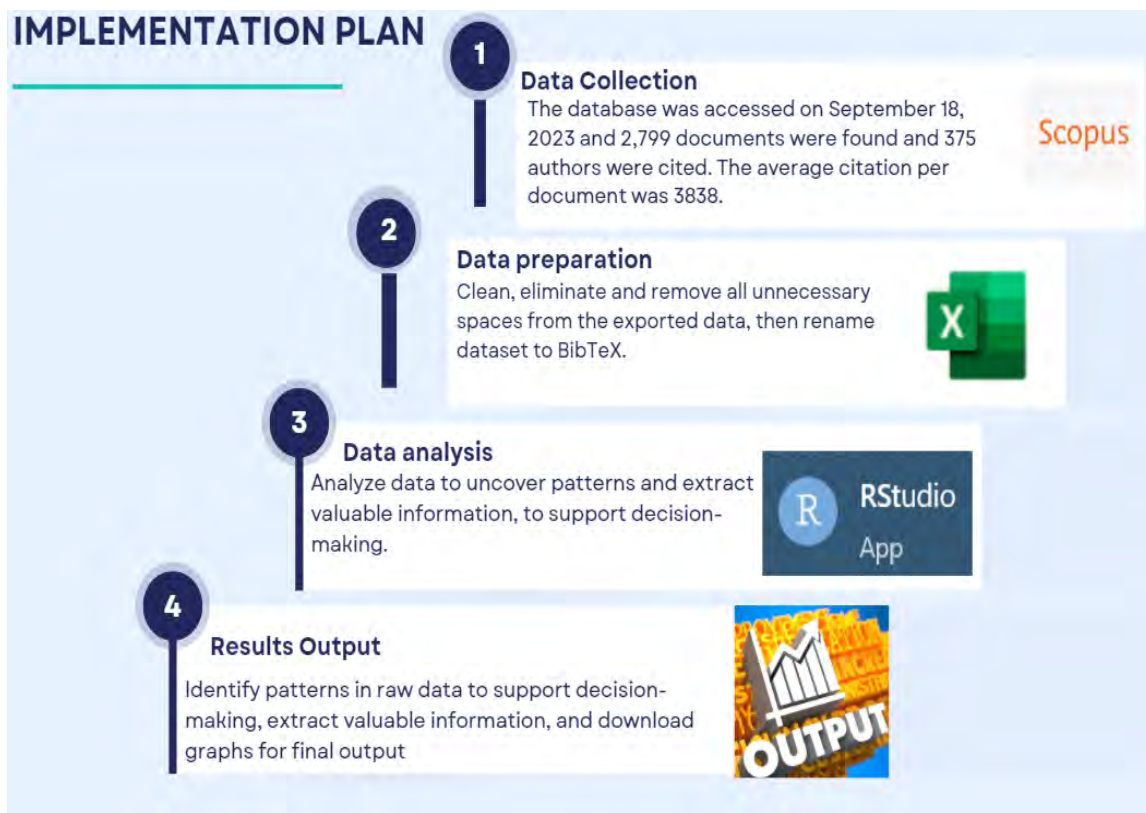 IMPLEMENTATION PLAN
1
Data Collection
The database was accessed on September 18,
2023 and 2,799 documents were found and 375
authors were cited. The average citation per
document was 3838.
Scopus
2
Data preparation
Clean, eliminate and remove all unnecessary
spaces from the exported data, then rename
dataset to BibTeX.
X
3
Data analysis
Analyze data to uncover patterns and extract
valuable information, to support decision-
making.
R
RStudio
App
4
Results Output
Identify patterns in raw data to support decision-
making, extract valuable information, and download
graphs for final output
OUTPUT